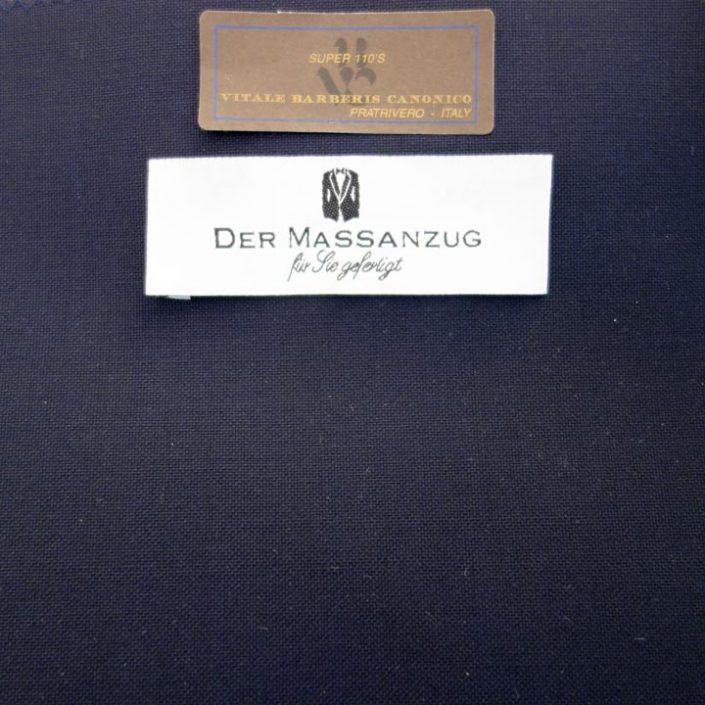 SUPER 110'S
VITALE BARBERIS CANONICO
PRATRIVERO - ITALY
DER MASSANZUG
für Sie gefertigt